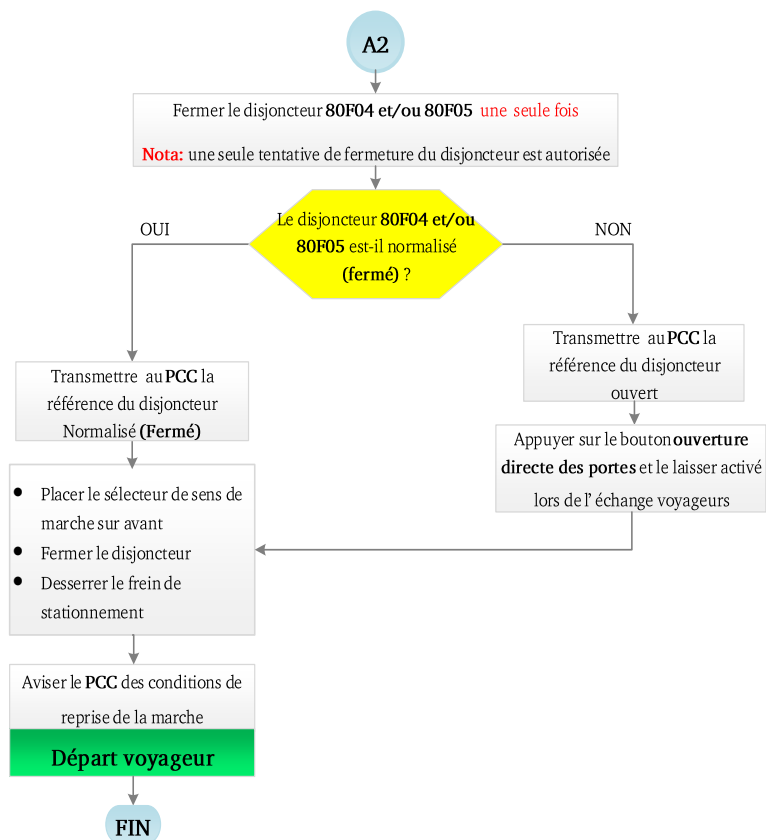 A2
Fermer le disjoncteur 80F04 et/ou 80F05 une seule fois
Nota: une seule tentative de fermeture du disjoncteur est autorisée
Le disjoncteur 80F04 et/ou
80F05 est-il normalisé
(fermé) ?
OUI
NON
Transmettre au PCC la
référence du disjoncteur
ouvert
Appuyer sur le bouton ouverture
directe des portes et le laisser activé
lors de l' échange voyageurs
Transmettre au PCC la
référence du disjoncteur
Normalisé (Fermé)
• Placer le sélecteur de sens de
marche sur avant
• Fermer le disjoncteur
• Desserrer le frein de
stationnement
Aviser le PCC des conditions de
reprise de la marche
Départ voyageur
FIN